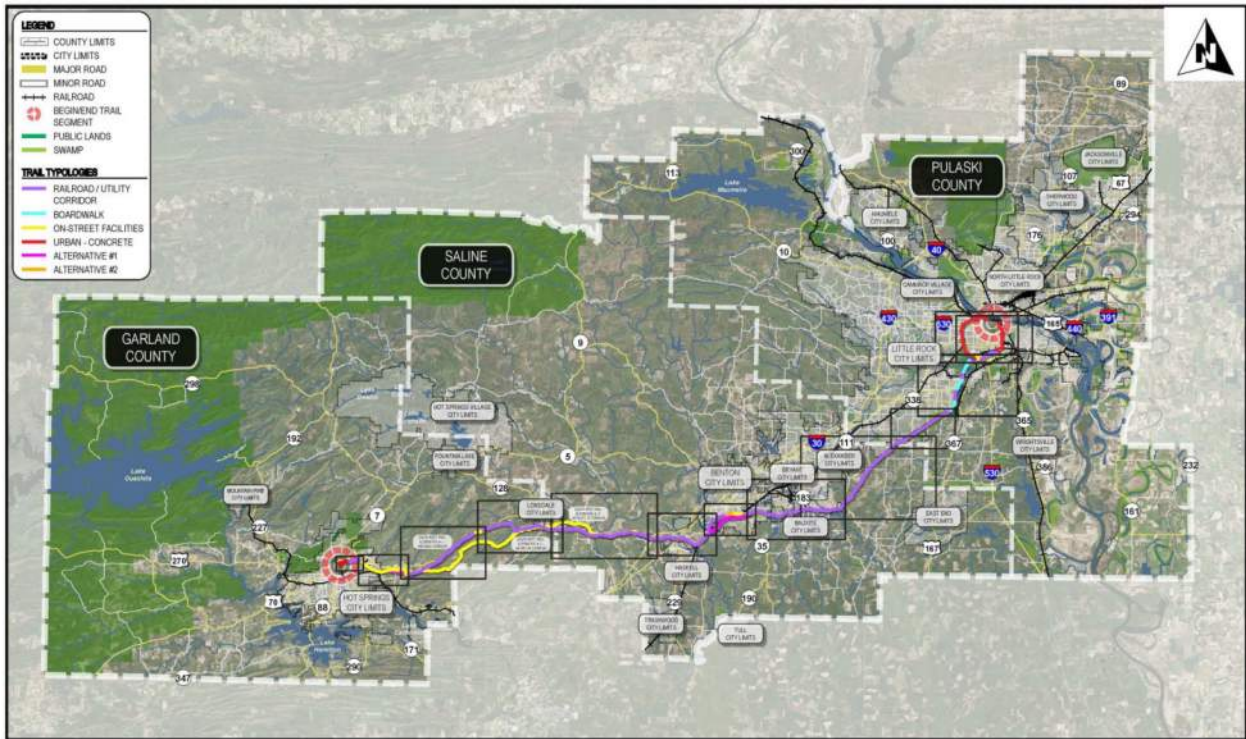 LEGEND
COUNTY LIMITS
CITY LIMITS
MAJOR ROAD
MINOR ROAD
RAILROAD
BEGIN/END TRAIL
SEGMENT
PUBLIC LANDS
SWAMP
TRAIL TYPOLOGIES
RAILROAD / UTILITY
CORRIDOR
BOARDWALK
ON-STREET FACILITIES
URBAN - CONCRETE
ALTERNATIVE #1
ALTERNATIVE #2
N
89
300
113
PULASKI
COUNTY
JACKSONVILLE
CITY LIMITS
107
67
Lake
Maumelle
SHERWOOD
CITY LIMITS
294
MAUMELLE
CITY LIMITS
100
176
10
40
SALINE
COUNTY
CAMMACK VILLAGE
CITY LIMITS
NORTH LITTLE ROCK
CITY LIMITS
GARLAND
COUNTY
430
630
165
440
391
9
LITTLE ROCK
CITY LIMITS
298
338
HOT SPRINGS VILLAGE
CITY LIMITS
365
192
30
111
367
WRIGHTSVILLE
CITY LIMITS
5
ALEXANDER
CITY LIMITS
386
FOUNTAIN LAKE
CITY LIMITS
BENTON
CITY LIMITS
BRYANT
CITY LIMITS
530
232
Lake
Ouachita
128
MOUNTAIN PINE
CITY LIMITS
183
LONSDALE
CITY LIMITS
EAST END
CITY LIMITS
161
7
227
BAUXITE
CITY LIMITS
35
167
270
HASKELL
CITY LIMITS
70
88
HOT SPRINGS
CITY LIMITS
229
190
TRASKWOOD
CITY LIMITS
TULL
CITY LIMITS
Lake
Hamilton
171
290
347